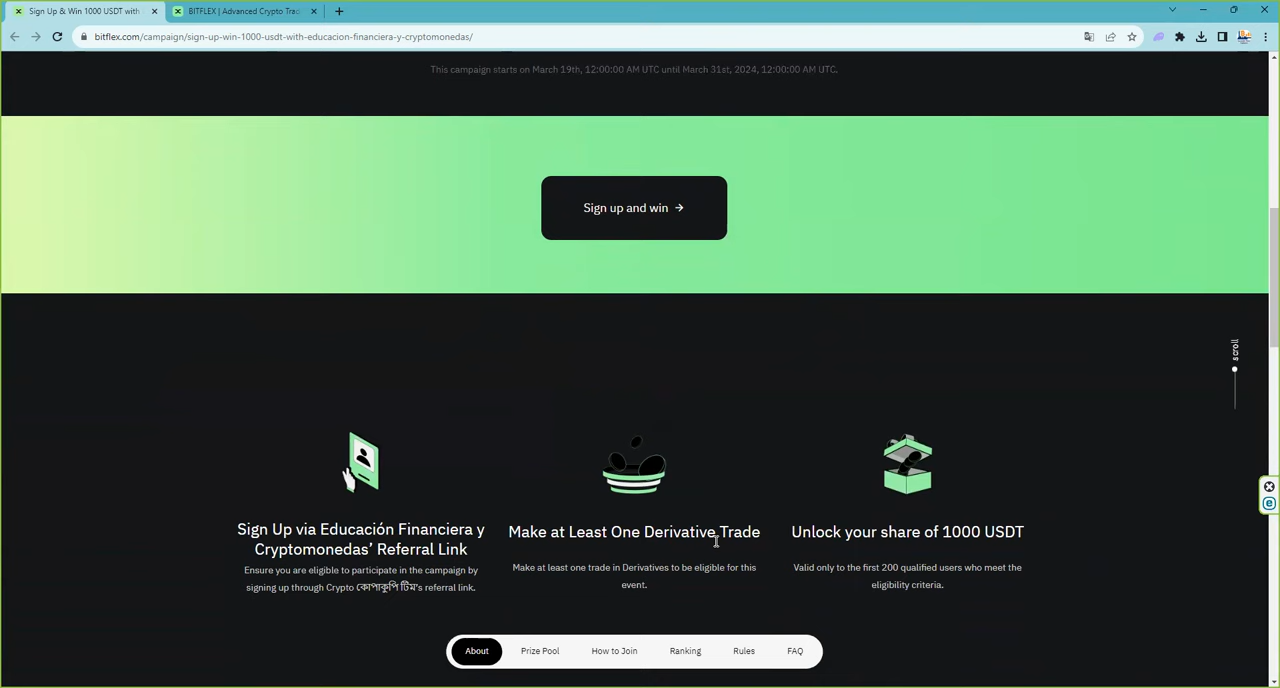 Sign Up & Win 1000 USDT with
BITFLEX | Advanced Crypto Trac
bitflex.com/campaign/sign-up-win-1000-usdt-with-educacion-financiera-y-cryptomonedas/
This campaign starts on March 19th, 12:00:00 AM UTC until March 31st, 2024, 12:00:00 AM UTC.
Sign up and win →
scroll
Sign Up via Educación Financiera y
Cryptomonedas’ Referral Link
Ensure you are eligible to participate in the campaign by
signing up through Crypto কোপাকুপি টিম's referral link.
Make at Least One Derivative Trade
Make at least one trade in Derivatives to be eligible for this
event.
Unlock your share of 1000 USDT
Valid only to the first 200 qualified users who meet the
eligibility criteria.
About Prize Pool How to Join Ranking Rules FAQ